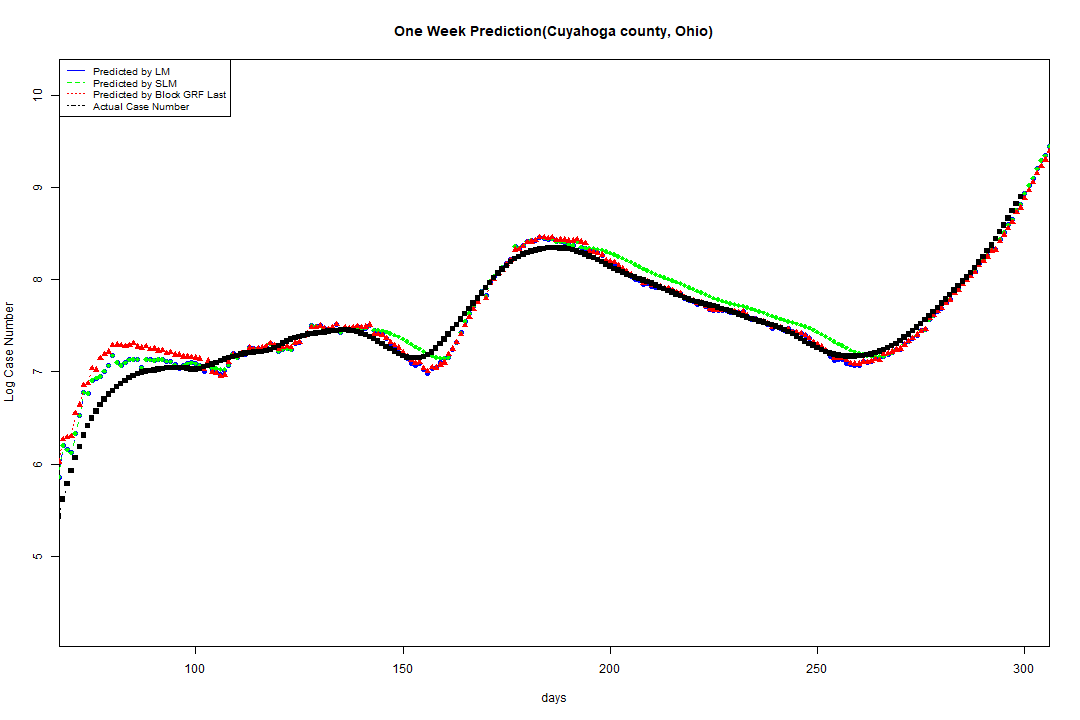 One Week Prediction(Cuyahoga county, Ohio)
Predicted by LM
Predicted by SLM
Predicted by Block GRF Last
Actual Case Number
10
9
8
7
6
5
Log Case Number
100
150
200
250
300
days